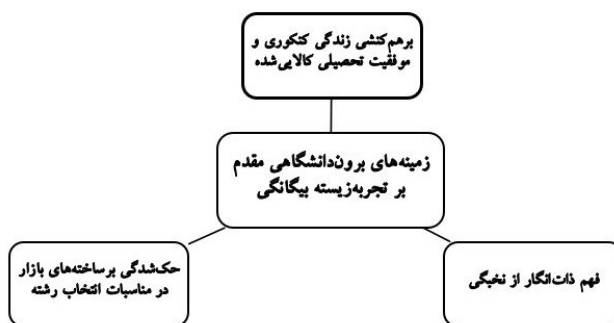 برهم‌کنشی زندگی کنکوری و
موفقیت تحصیلی کالایی‌شده
زمینه‌های برون‌دانشگاهی مقدم
بر تجربه‌زیسته بیگانگی
حک‌شدگی برساخته‌های بازار
در مناسبات انتخاب رشته
فهم ذات‌انگار از نخبگی